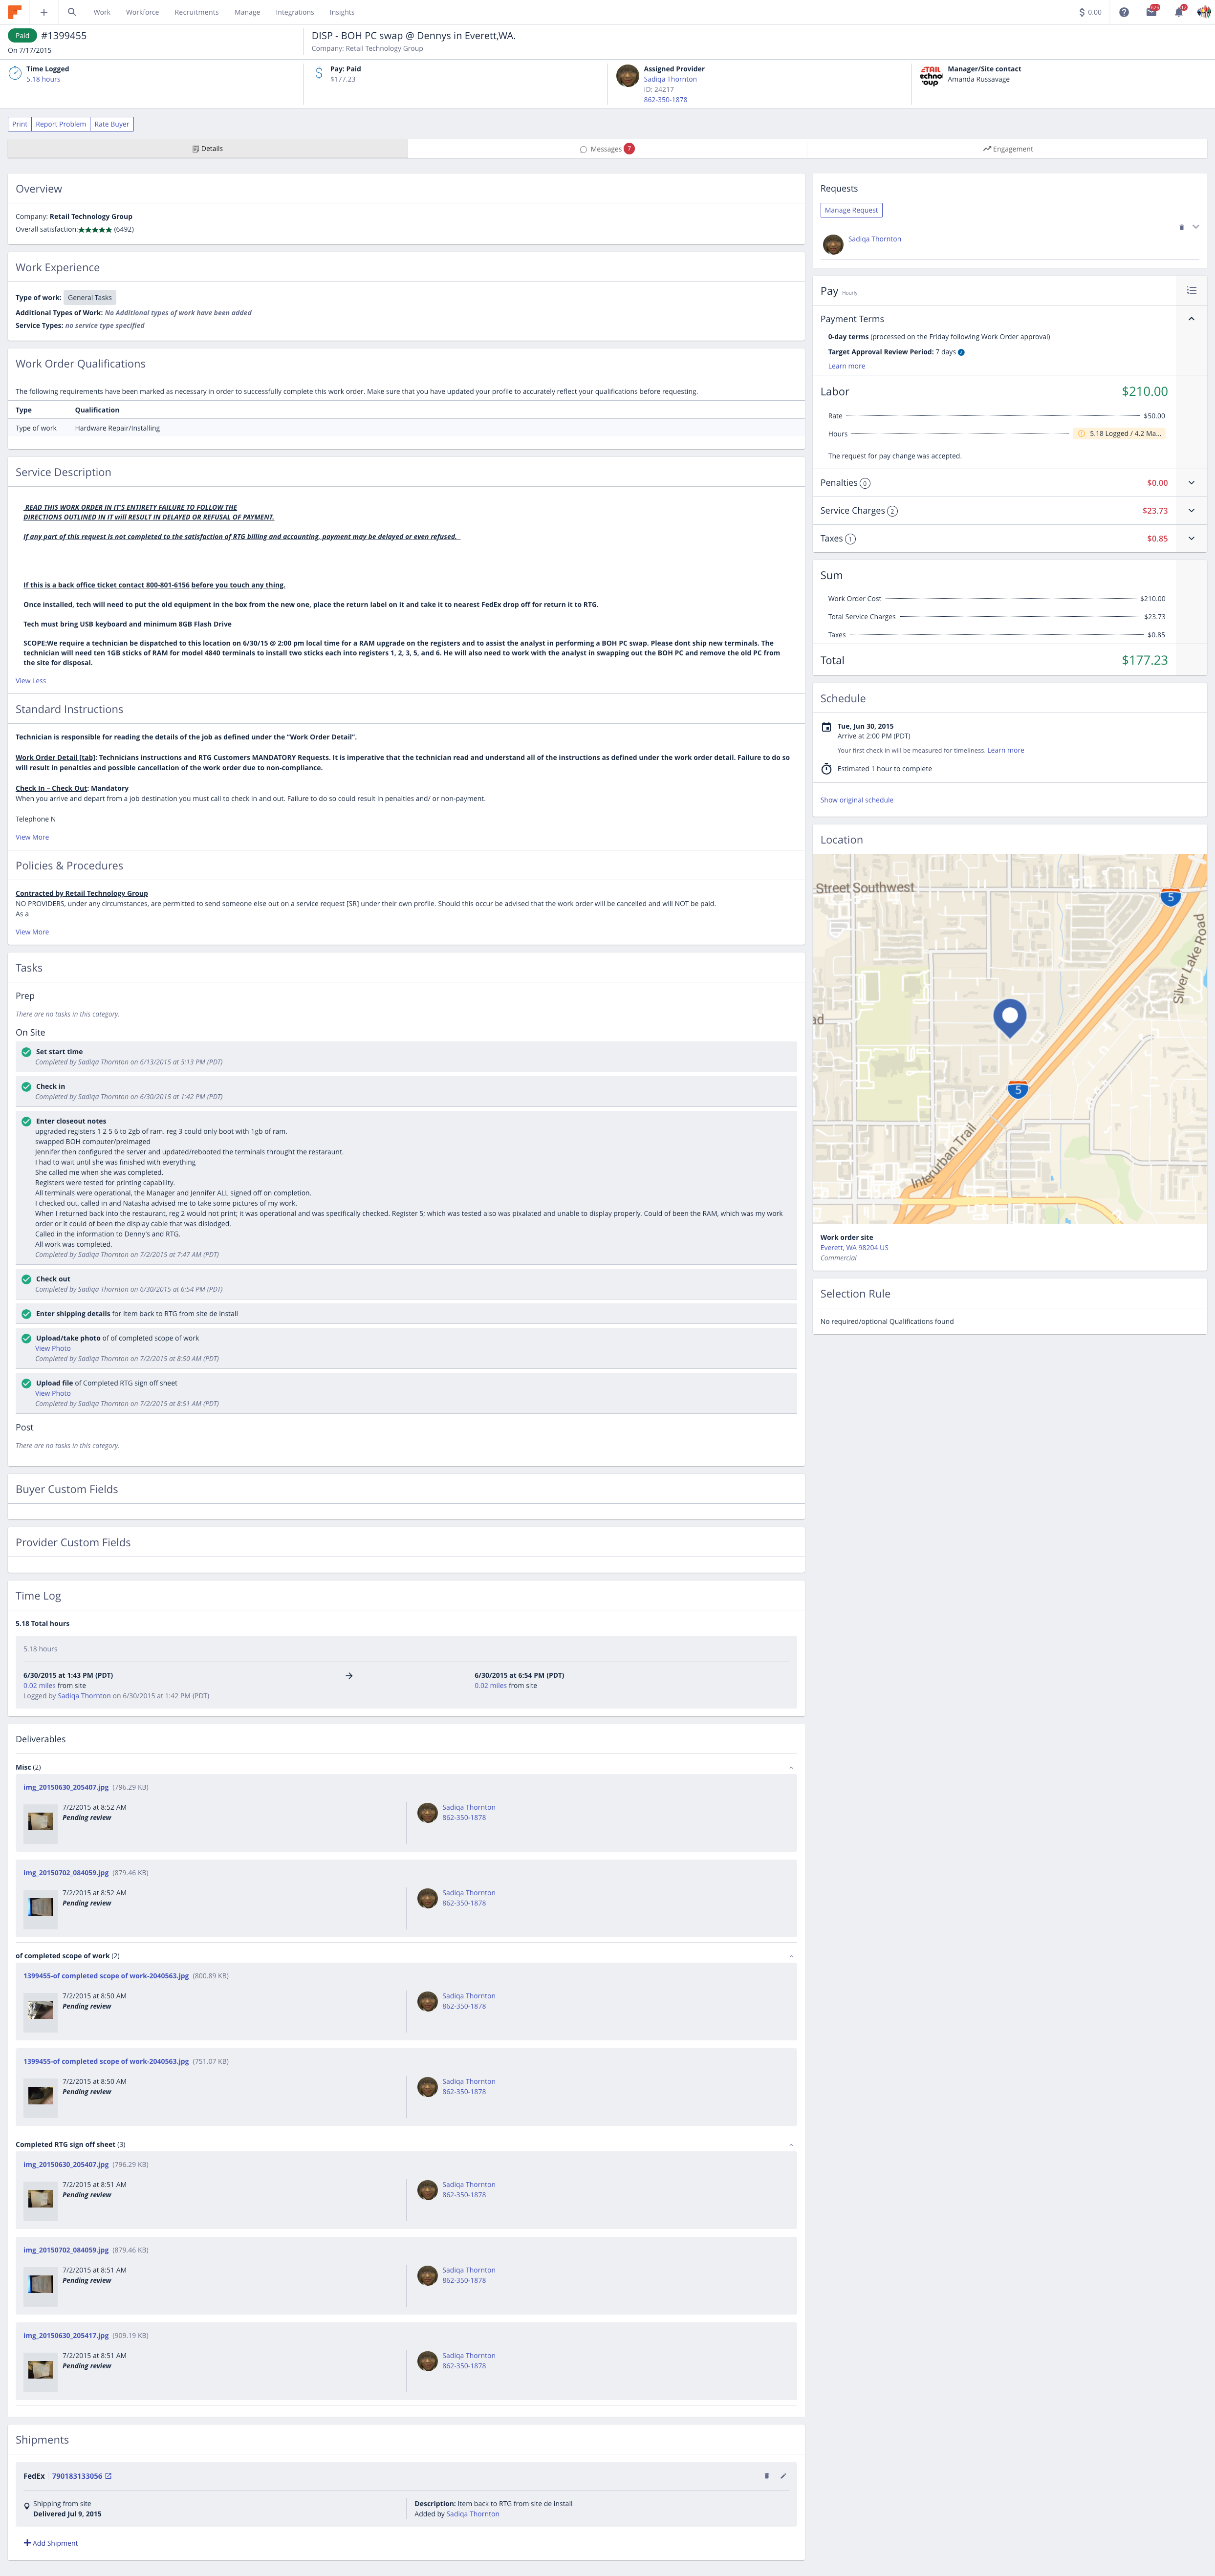 Work Workforce Recruitments Manage Integrations Insights
$ 0.00
Paid #1399455
On 7/17/2015
DISP - BOH PC swap @ Dennys in Everett,WA.
Company: Retail Technology Group
Time Logged
5.18 hours
Pay: Paid
$177.23
Assigned Provider
Sadiqa Thornton
ID: 24217
862-350-1878
Manager/Site contact
Amanda Russavage
Print Report Problem Rate Buyer
Details
Messages 7
Engagement
Overview
Company: Retail Technology Group
Overall satisfaction: (6492)
Work Experience
Type of work: General Tasks
Additional Types of Work: No Additional types of work have been added
Service Types: no service type specified
Work Order Qualifications
The following requirements have been marked as necessary in order to successfully complete this work order. Make sure that you have updated your profile to accurately reflect your qualifications before requesting.
Type Qualification
Type of work Hardware Repair/Installing
Service Description
READ THIS WORK ORDER IN IT'S ENTIRETY FAILURE TO FOLLOW THE
DIRECTIONS OUTLINED IN IT will RESULT IN DELAYED OR REFUSAL OF PAYMENT.
If any part of this request is not completed to the satisfaction of RTG billing and accounting, payment may be delayed or even refused.
If this is a back office ticket contact 800-801-6156 before you touch any thing.
Once installed, tech will need to put the old equipment in the box from the new one, place the return label on it and take it to nearest FedEx drop off for return it to RTG.
Tech must bring USB keyboard and minimum 8GB Flash Drive
SCOPE:We require a technician be dispatched to this location on 6/30/15 @ 2:00 pm local time for a RAM upgrade on the registers and to assist the analyst in performing a BOH PC swap. Please dont ship new terminals. The
technician will need ten 1GB sticks of RAM for model 4840 terminals to install two sticks each into registers 1, 2, 3, 5, and 6. He will also need to work with the analyst in swapping out the BOH PC and remove the old PC from
the site for disposal.
View Less
Standard Instructions
Technician is responsible for reading the details of the job as defined under the "Work Order Detail".
Work Order Detail [tab]: Technicians instructions and RTG Customers MANDATORY Requests. It is imperative that the technician read and understand all of the instructions as defined under the work order detail. Failure to do so
will result in penalties and possible cancellation of the work order due to non-compliance.
Check In – Check Out: Mandatory
When you arrive and depart from a job destination you must call to check in and out. Failure to do so could result in penalties and/ or non-payment.
Telephone N
View More
Policies & Procedures
Contracted by Retail Technology Group
NO PROVIDERS, under any circumstances, are permitted to send someone else out on a service request [SR] under their own profile. Should this occur be advised that the work order will be cancelled and will NOT be paid.
As a
View More
Tasks
Prep
There are no tasks in this category.
On Site
Set start time
Completed by Sadiqa Thornton on 6/13/2015 at 5:13 PM (PDT)
Check in
Completed by Sadiqa Thornton on 6/30/2015 at 1:42 PM (PDT)
Enter closeout notes
upgraded registers 1 2 5 6 to 2gb of ram. reg 3 could only boot with 1gb of ram.
swapped BOH computer/preimaged
Jennifer then configured the server and updated/rebooted the terminals throught the restaraunt.
I had to wait until she was finished with everything
She called me when she was completed.
Registers were tested for printing capability.
All terminals were operational, the Manager and Jennifer ALL signed off on completion.
I checked out, called in and Natasha advised me to take some pictures of my work.
When I returned back into the restaurant, reg 2 would not print; it was operational and was specifically checked. Register 5; which was tested also was pixalated and unable to display properly. Could of been the RAM, which was my work
order or it could of been the display cable that was dislodged.
Called in the information to Denny's and RTG.
All work was completed.
Completed by Sadiqa Thornton on 7/2/2015 at 7:47 AM (PDT)
Check out
Completed by Sadiqa Thornton on 6/30/2015 at 6:54 PM (PDT)
Enter shipping details for Item back to RTG from site de install
Upload/take photo of of completed scope of work
View Photo
Completed by Sadiqa Thornton on 7/2/2015 at 8:50 AM (PDT)
Upload file of Completed RTG sign off sheet
View Photo
Completed by Sadiqa Thornton on 7/2/2015 at 8:51 AM (PDT)
Post
There are no tasks in this category.
Buyer Custom Fields
Provider Custom Fields
Time Log
5.18 Total hours
5.18 hours
6/30/2015 at 1:43 PM (PDT) 6/30/2015 at 6:54 PM (PDT)
0.02 miles from site 0.02 miles from site
Logged by Sadiqa Thornton on 6/30/2015 at 1:42 PM (PDT)
Deliverables
Misc (2)
img_20150630_205407.jpg (796.29 KB)
7/2/2015 at 8:52 AM Sadiqa Thornton
Pending review 862-350-1878
img_20150702_084059.jpg (879.46 KB)
7/2/2015 at 8:52 AM Sadiqa Thornton
Pending review 862-350-1878
of completed scope of work (2)
1399455-of completed scope of work-2040563.jpg (800.89 KB)
7/2/2015 at 8:50 AM Sadiqa Thornton
Pending review 862-350-1878
1399455-of completed scope of work-2040563.jpg (751.07 KB)
7/2/2015 at 8:50 AM Sadiqa Thornton
Pending review 862-350-1878
Completed RTG sign off sheet (3)
img_20150630_205407.jpg (796.29 KB)
7/2/2015 at 8:51 AM Sadiqa Thornton
Pending review 862-350-1878
img_20150702_084059.jpg (879.46 KB)
7/2/2015 at 8:51 AM Sadiqa Thornton
Pending review 862-350-1878
img_20150630_205417.jpg (909.19 KB)
7/2/2015 at 8:51 AM Sadiqa Thornton
Pending review 862-350-1878
Shipments
FedEx 790183133056
Shipping from site Description: Item back to RTG from site de install
Delivered Jul 9, 2015 Added by Sadiqa Thornton
Add Shipment
Requests
Manage Request
Sadiqa Thornton
Pay Hourly
Payment Terms
0-day terms (processed on the Friday following Work Order approval)
Target Approval Review Period: 7 days
Learn more
Labor $210.00
Rate $50.00
Hours 5.18 Logged / 4.2 Ma...
The request for pay change was accepted.
Penalties 0 $0.00
Service Charges 2 $23.73
Taxes 1 $0.85
Sum
Work Order Cost $210.00
Total Service Charges $23.73
Taxes $0.85
Total $177.23
Schedule
Tue, Jun 30, 2015
Arrive at 2:00 PM (PDT)
Your first check in will be measured for timeliness. Learn more
Estimated 1 hour to complete
Show original schedule
Location
Street Southwest
5
Silver Lake Road
ad
5
Interurban Trail
Work order site
Everett, WA 98204 US
Commercial
Selection Rule
No required/optional Qualifications found